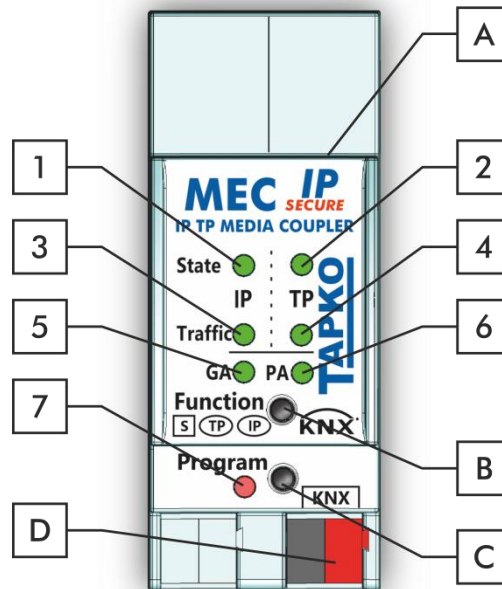 A
1
MEC IP
SECURE
2
IP TP MEDIA COUPLER
3
State
4
IP TP
5
Traffic
6
TAPKO
GA PA
7
Function
S TP IP KNX
B
Program
D
KNX
C